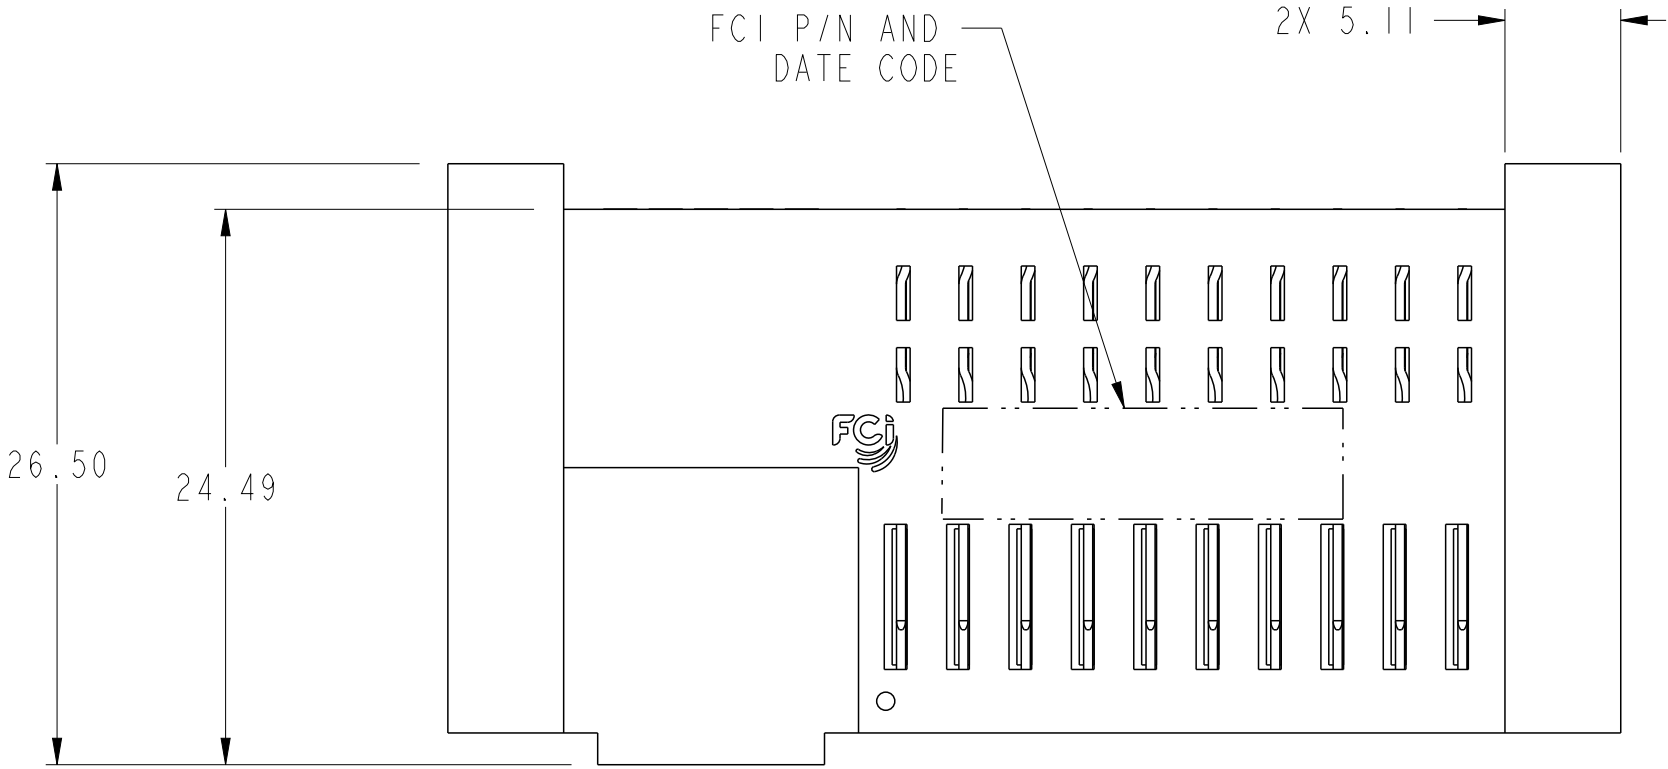 FCI P/N AND
DATE CODE
2X 5.11
26.50
24.49
FCi